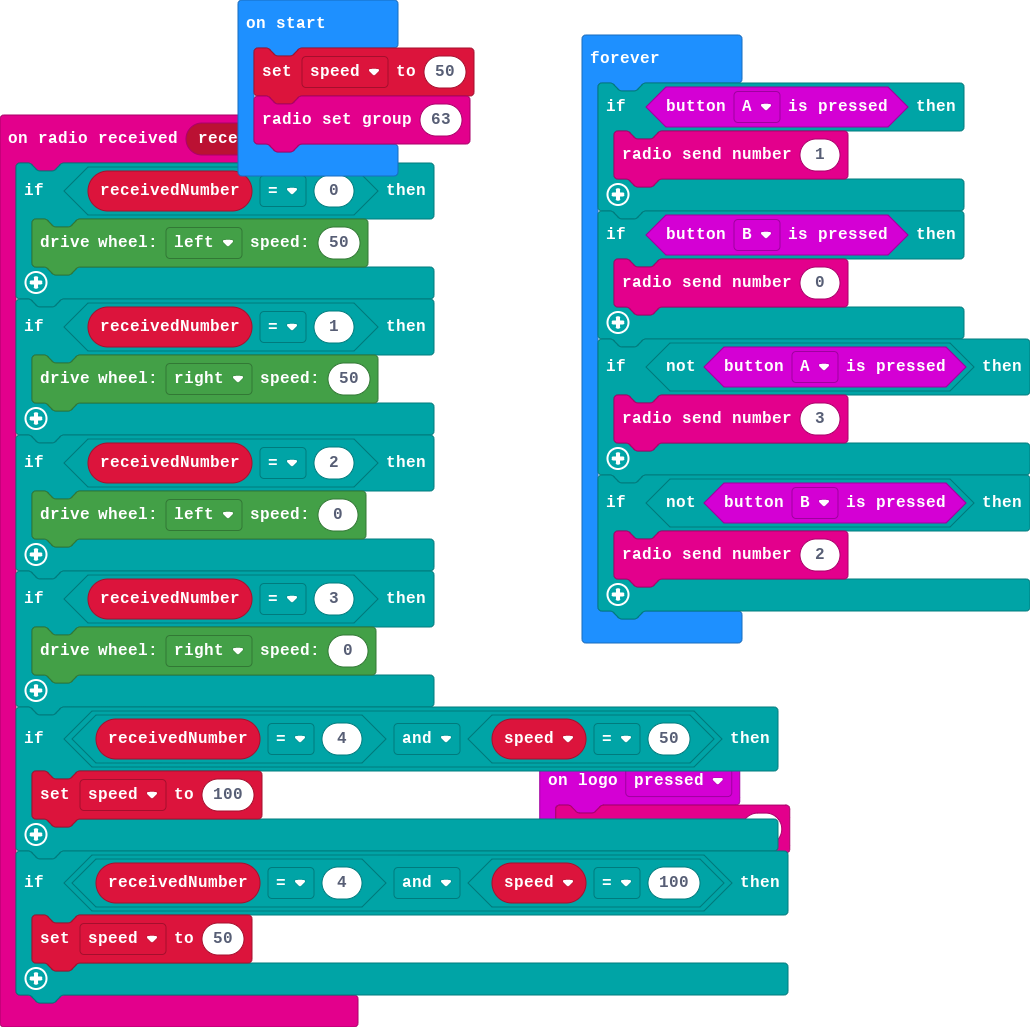 on start
set speed to 50
radio set group 63
on radio received
if receivedNumber = 0 then
drive wheel: left speed: 50
if receivedNumber = 1 then
drive wheel: right speed: 50
if receivedNumber = 2 then
drive wheel: left speed: 0
if receivedNumber = 3 then
drive wheel: right speed: 0
if receivedNumber = 4 and speed = 50 then
set speed to 100
if receivedNumber = 4 and speed = 100 then
set speed to 50
forever
if button A is pressed then
radio send number 1
if button B is pressed then
radio send number 0
if not button A is pressed then
radio send number 3
if not button B is pressed then
radio send number 2
on logo pressed